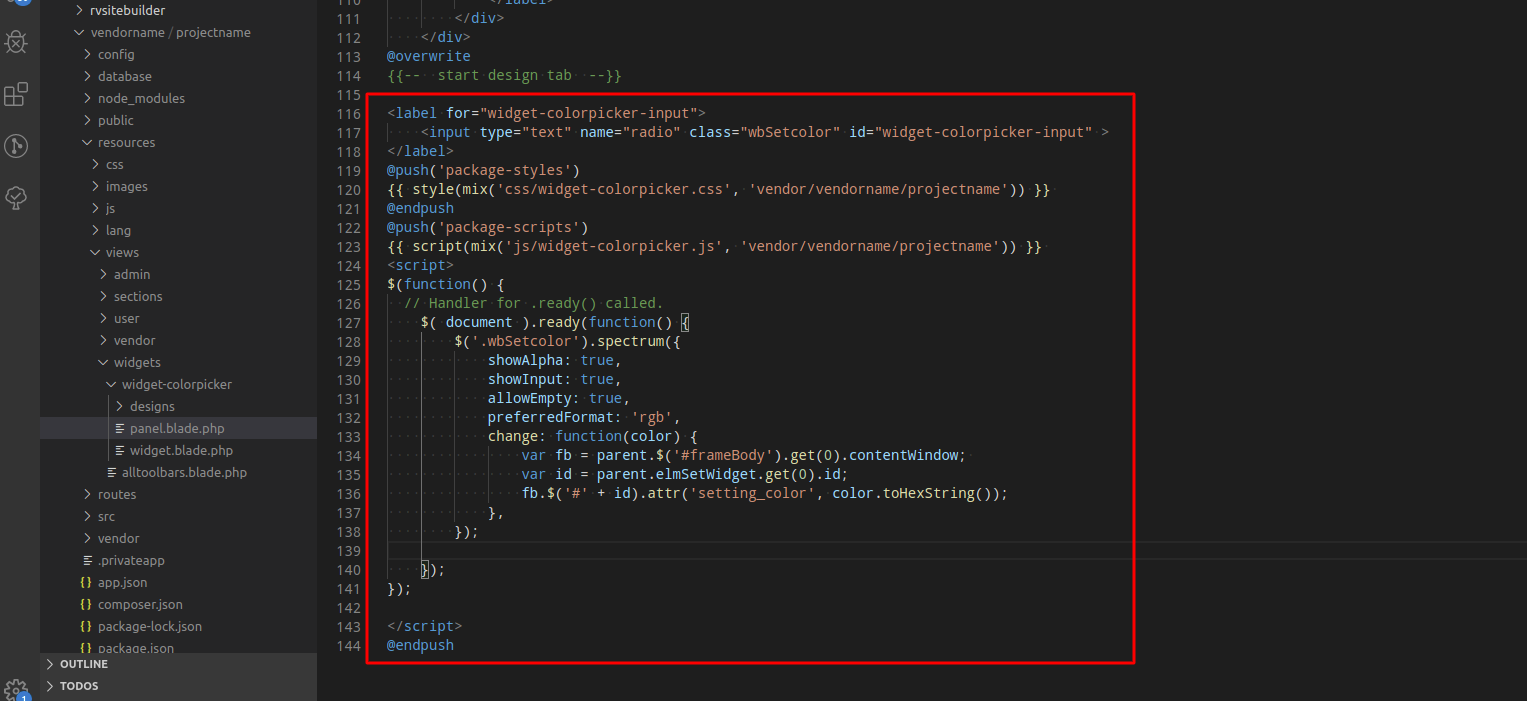 rvsitebuilder
vendorname / projectname
config
database
node_modules
public
resources
css
images
js
lang
views
admin
sections
user
vendor
widgets
widget-colorpicker
designs
panel.blade.php
widget.blade.php
alltoolbars.blade.php
routes
src
vendor
.privateapp
{} app.json
{} composer.json
{} package-lock.json
{} package.json
OUTLINE
TODOS
1
110 </label>
111 </div>
112 </div>
113 @overwrite
114 {{-- start design tab --}}
115
116 <label for="widget-colorpicker-input">
117 <input type="text" name="radio" class="wbSetcolor" id="widget-colorpicker-input" >
118 </label>
119 @push('package-styles')
120 {{ style(mix('css/widget-colorpicker.css', 'vendor/vendorname/projectname')) }}
121 @endpush
122 @push('package-scripts')
123 {{ script(mix('js/widget-colorpicker.js', 'vendor/vendorname/projectname')) }}
124 <script>
125 $(function() {
126 // Handler for .ready() called.
127 $( document ).ready(function() {
128 $('.wbSetcolor').spectrum({
129 showAlpha: true,
130 showInput: true,
131 allowEmpty: true,
132 preferredFormat: 'rgb',
133 change: function(color) {
134 var fb = parent.$('#frameBody').get(0).contentWindow;
135 var id = parent.elmSetWidget.get(0).id;
136 fb.$('#' + id).attr('setting_color', color.toHexString());
137 },
138 });
139
140 });
141 });
142
143 </script>
144 @endpush